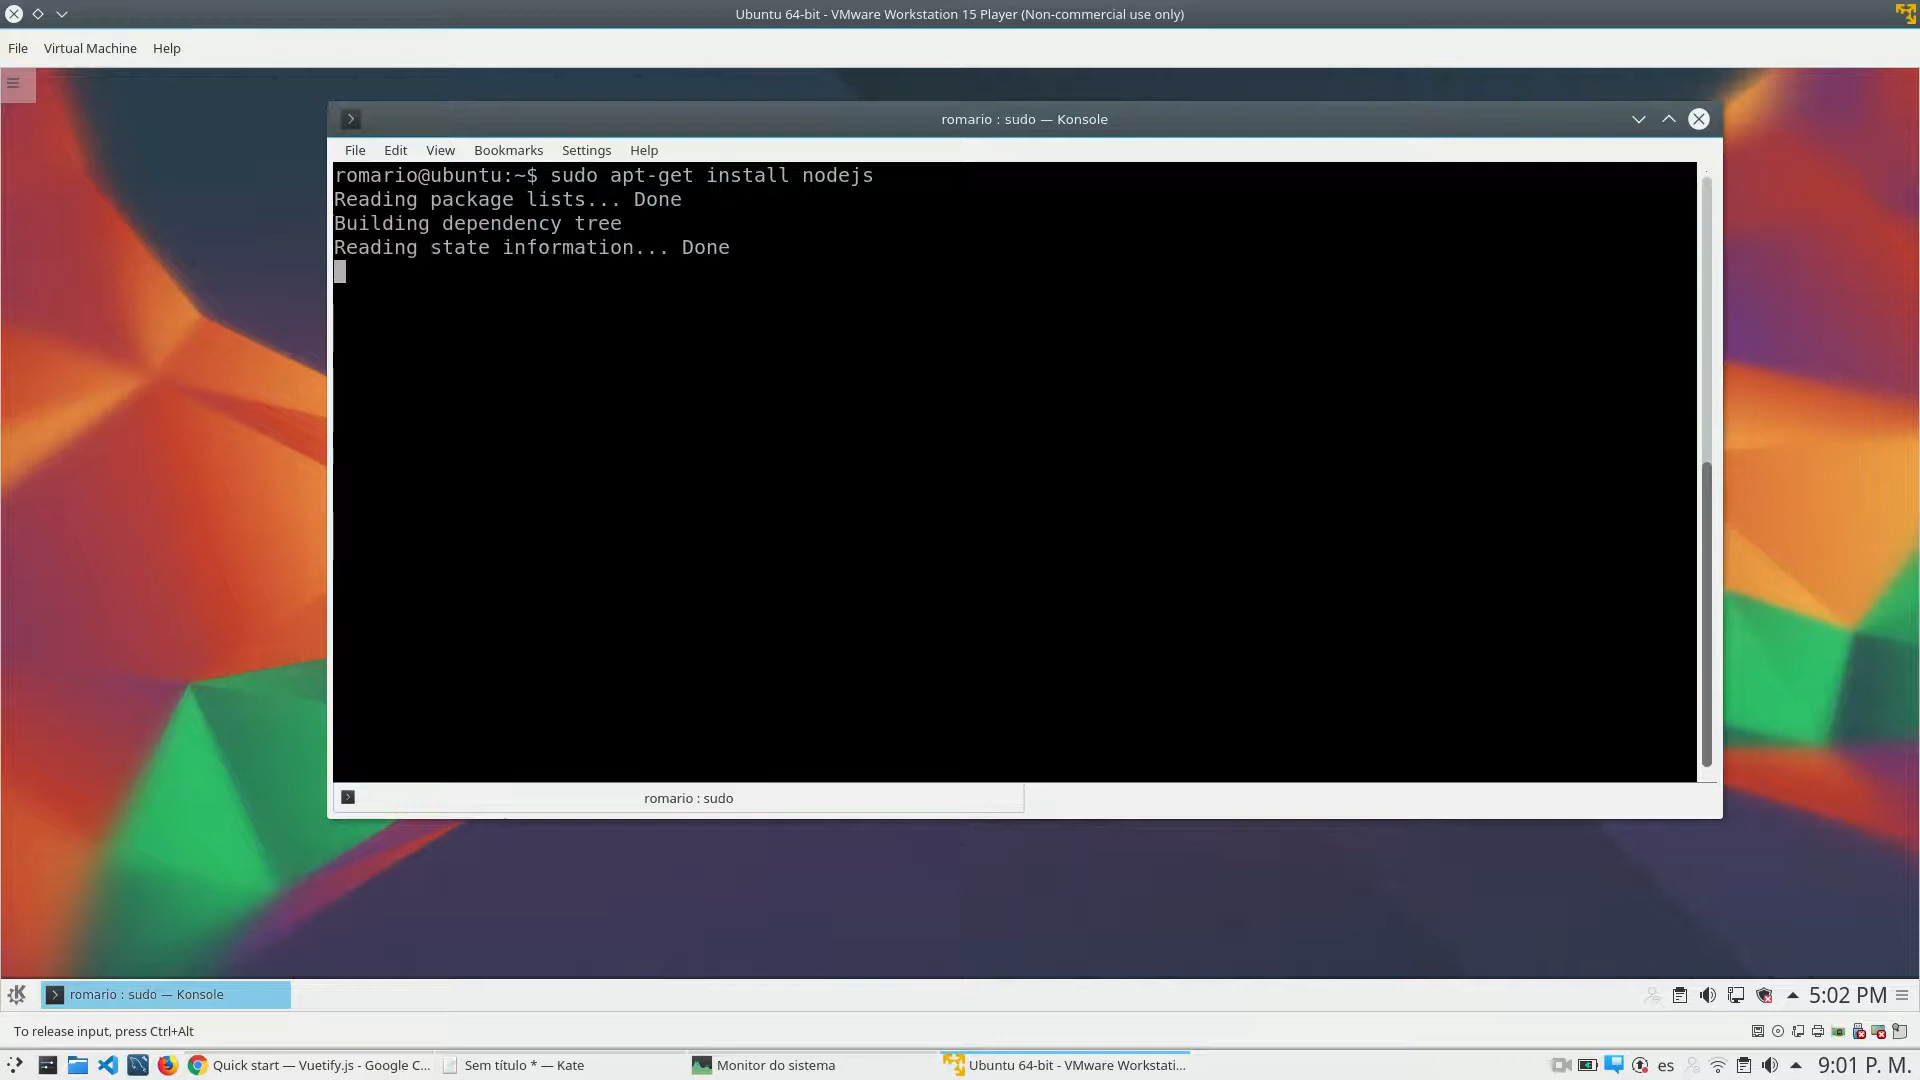 Ubuntu 64-bit - VMware Workstation 15 Player (Non-commercial use only)
File Virtual Machine Help
romario : sudo — Konsole
File Edit View Bookmarks Settings Help
romario@ubuntu:~$ sudo apt-get install nodejs
Reading package lists... Done
Building dependency tree
Reading state information... Done
romario : sudo
romario : sudo — Konsole
5:02 PM
To release input, press Ctrl+Alt
Quick start — Vuetify.js - Google C...
Sem título * — Kate
Monitor do sistema
Ubuntu 64-bit - VMware Workstati...
es
9:01 P. M.